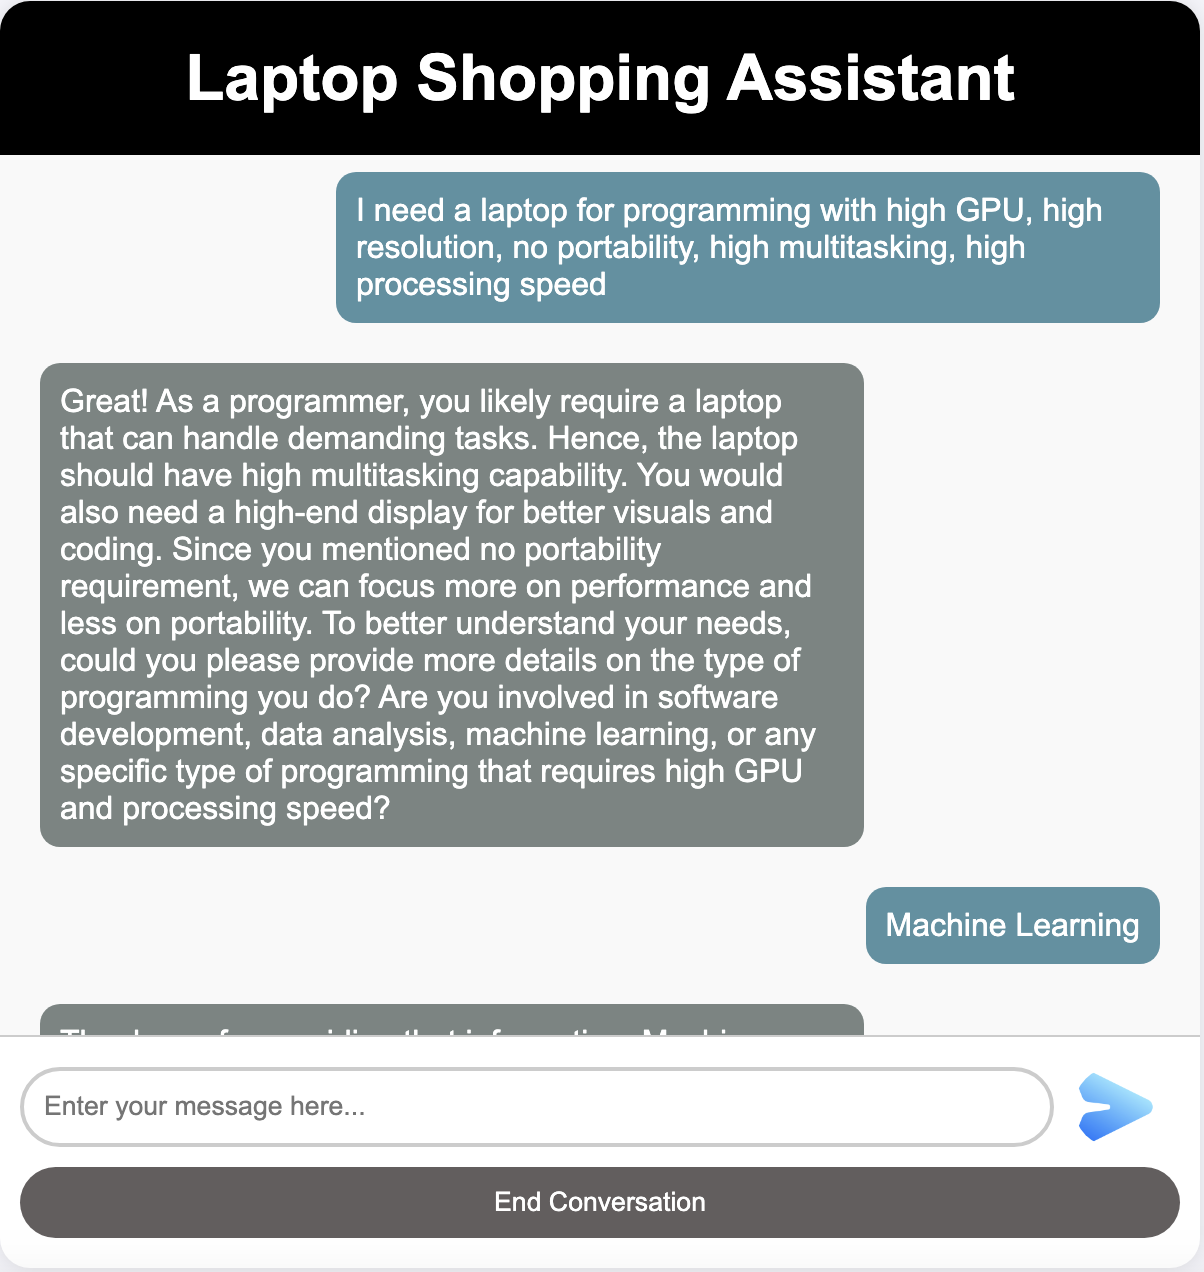 Laptop Shopping Assistant
I need a laptop for programming with high GPU, high
resolution, no portability, high multitasking, high
processing speed
Great! As a programmer, you likely require a laptop
that can handle demanding tasks. Hence, the laptop
should have high multitasking capability. You would
also need a high-end display for better visuals and
coding. Since you mentioned no portability
requirement, we can focus more on performance and
less on portability. To better understand your needs,
could you please provide more details on the type of
programming you do? Are you involved in software
development, data analysis, machine learning, or any
specific type of programming that requires high GPU
and processing speed?
Machine Learning
Enter your message here...
End Conversation